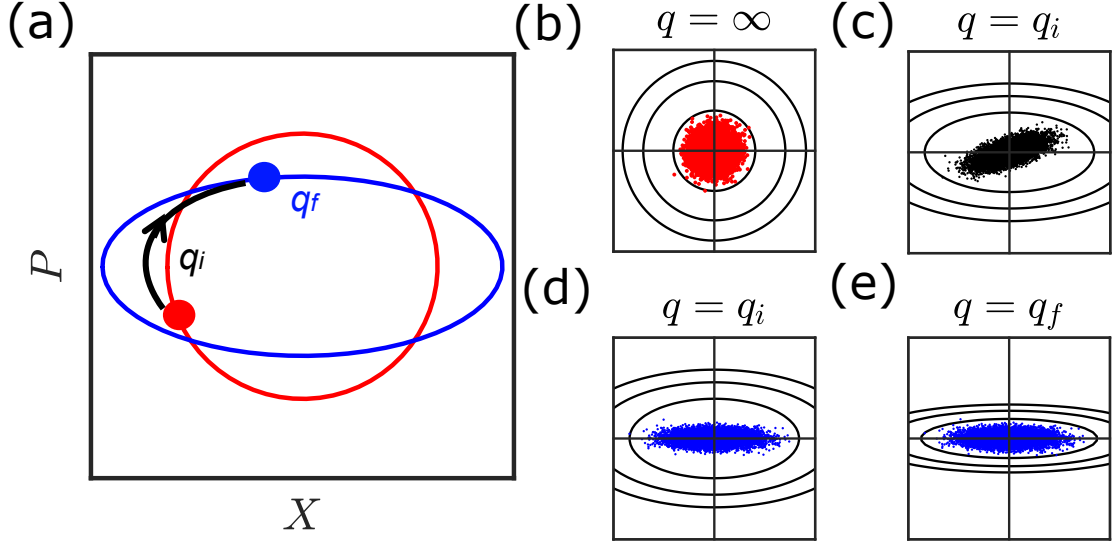 (a)
q_f
q_i
P
X
(b)
q = ∞
(c)
q = q_i
(d)
q = q_i
(e)
q = q_f